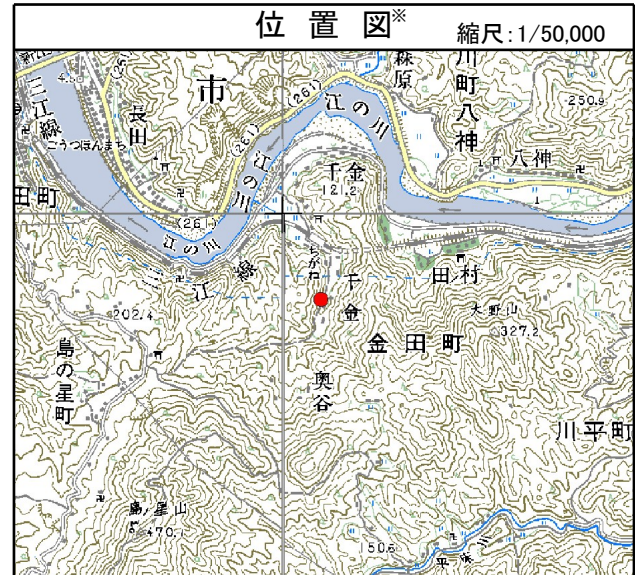 位置図※
縮尺:1/50,000
森原
川町八神
市
(261)
江の川
長田
三江線
ごうつほんまち
250.9
八神
千金
121.2
(261)
江の川
田町
(261)
江の川
三江線
ちがね
千金
田村
202.4
大野山
327.2
金田町
島の星町
奥谷
川平町
島ノ星山
470.
150.6